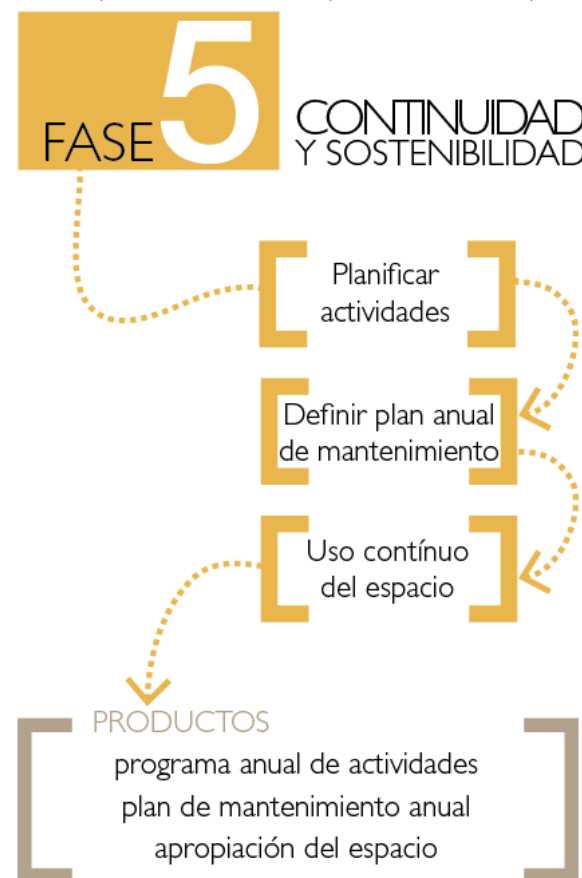 FASE 5
CONTINUIDAD
Y SOSTENIBILIDAD
Planificar
actividades
Definir plan anual
de mantenimiento
Uso contínuo
del espacio
PRODUCTOS
programa anual de actividades
plan de mantenimiento anual
apropiación del espacio